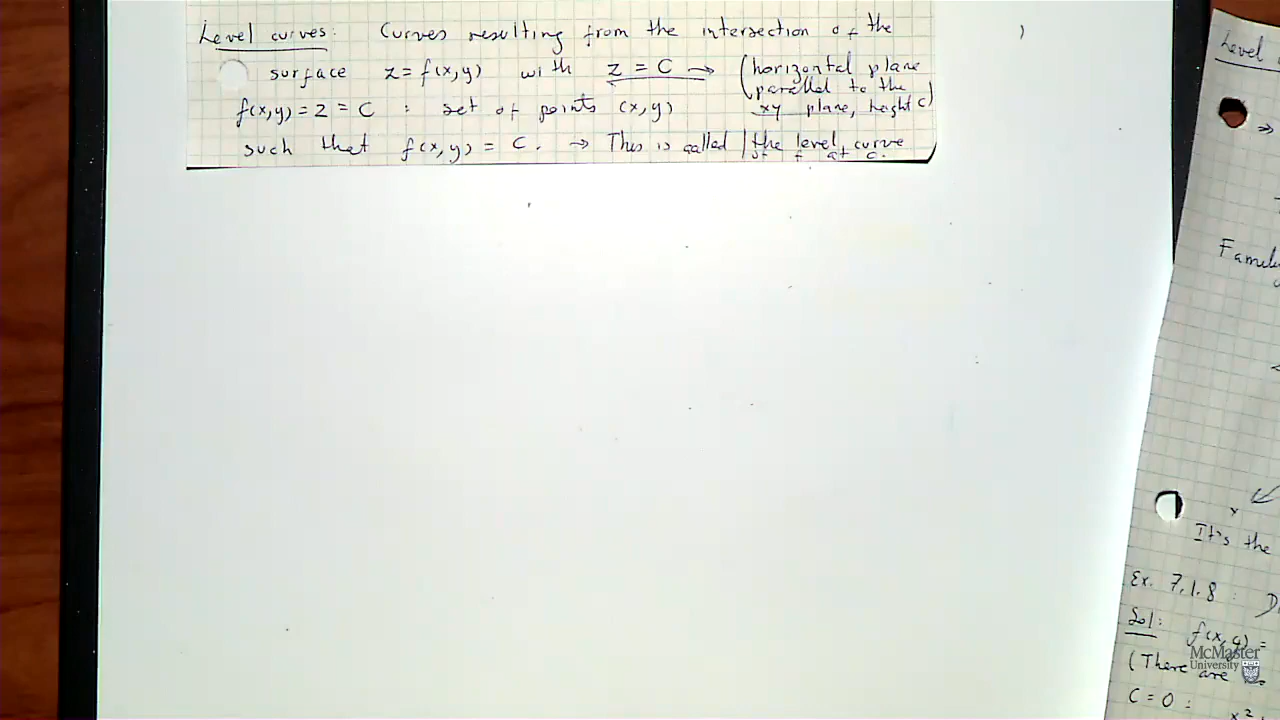 Level curves: Curves resulting from the intersection of the
surface z = f(x,y) with z = C → (horizontal plane
parallel to the
f(x,y) = z = C : set of points (x,y) xy plane, height c)
such that f(x,y) = C. → This is called the level curve
of f at c.
Level
⇒
It's the
Ex. 7.1.8 :
Sol: f(x,y) =
McMaster
University
(There are
C = 0 :
x²